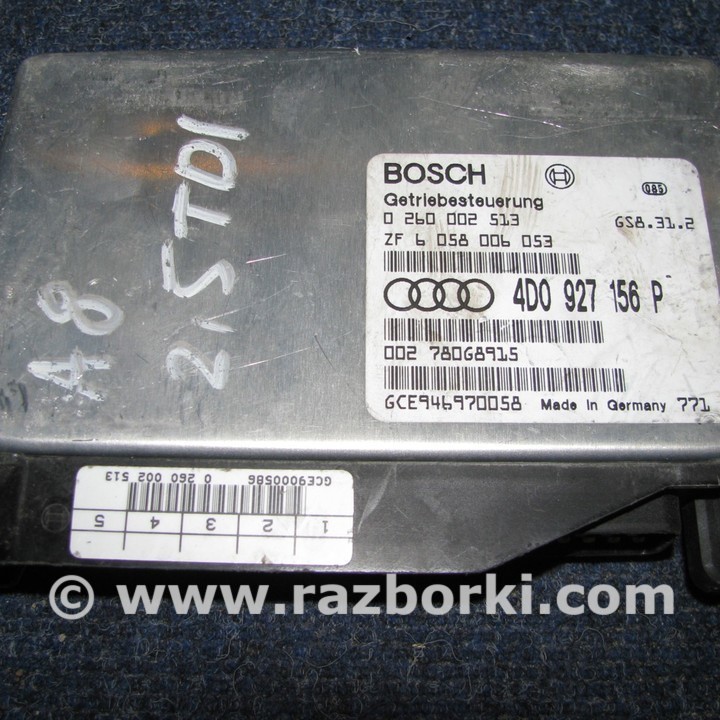 A8
2.5TDI
BOSCH
Getriebesteuerung
0 260 002 513 GS8.31.2
ZF 6 058 006 053
4D0 927 156 P
002 78068915
GCE946970058 Made in Germany 771
085
GCE9000586 0 260 002 513
1 2 3 4 5
© www.razborki.com